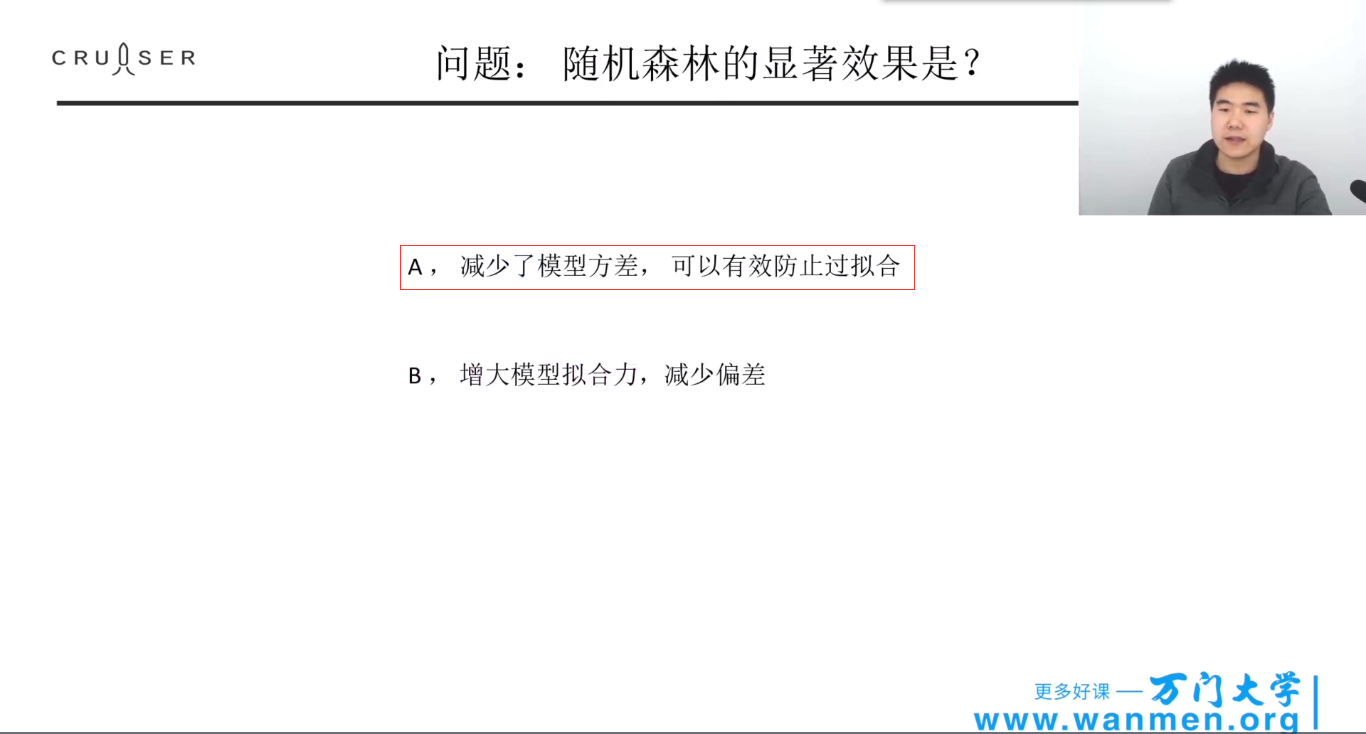 CRUISER
问题： 随机森林的显著效果是？
A， 减少了模型方差， 可以有效防止过拟合
B， 增大模型拟合力，减少偏差
更多好课 — 万门大学
www.wanmen.org